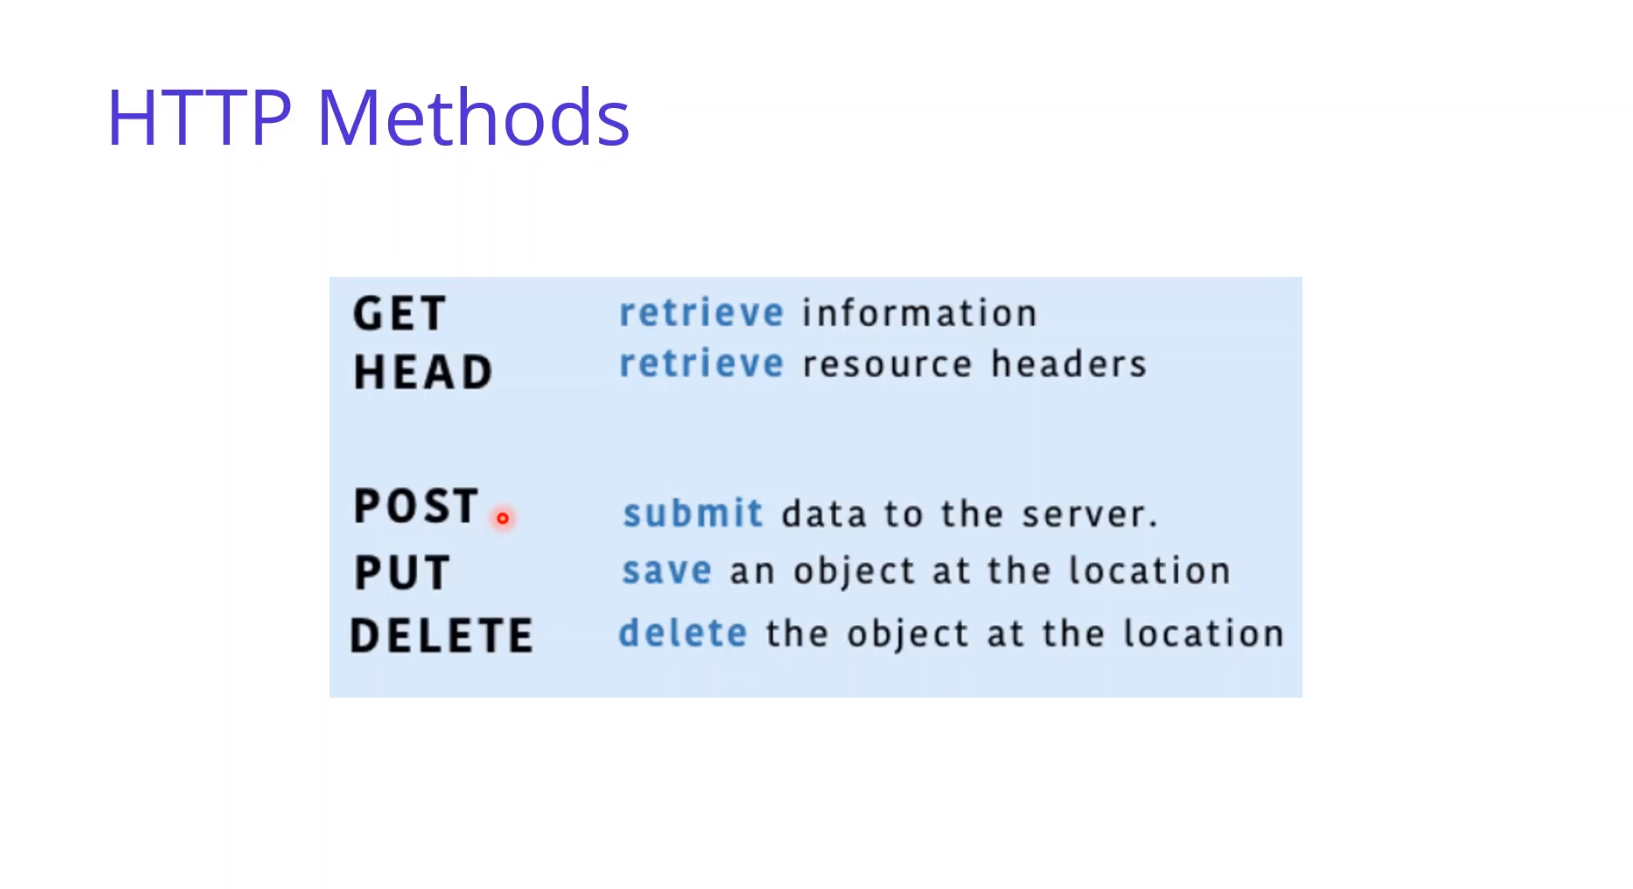 HTTP Methods
GET retrieve information
HEAD retrieve resource headers
POST submit data to the server.
PUT save an object at the location
DELETE delete the object at the location